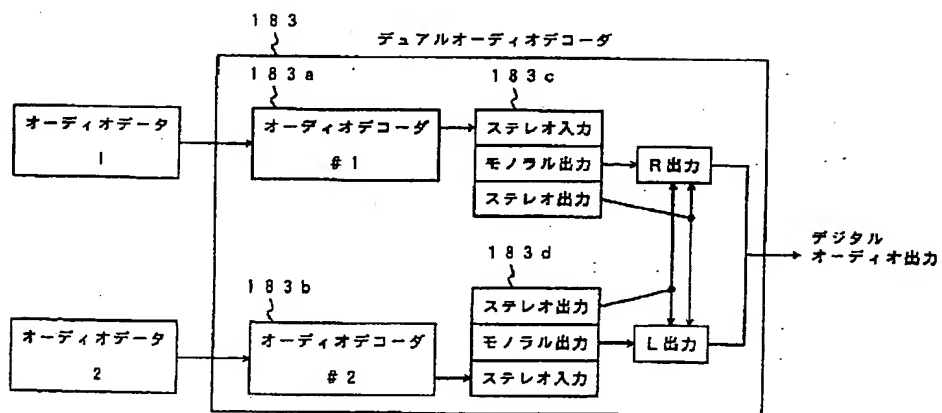 183
デュアルオーディオデコーダ
183a
183c
オーディオデータ
1
オーディオデコーダ
#1
ステレオ入力
モノラル出力
ステレオ出力
R出力
デジタル
オーディオ出力
183b
183d
オーディオデータ
2
オーディオデコーダ
#2
ステレオ出力
モノラル出力
ステレオ入力
L出力